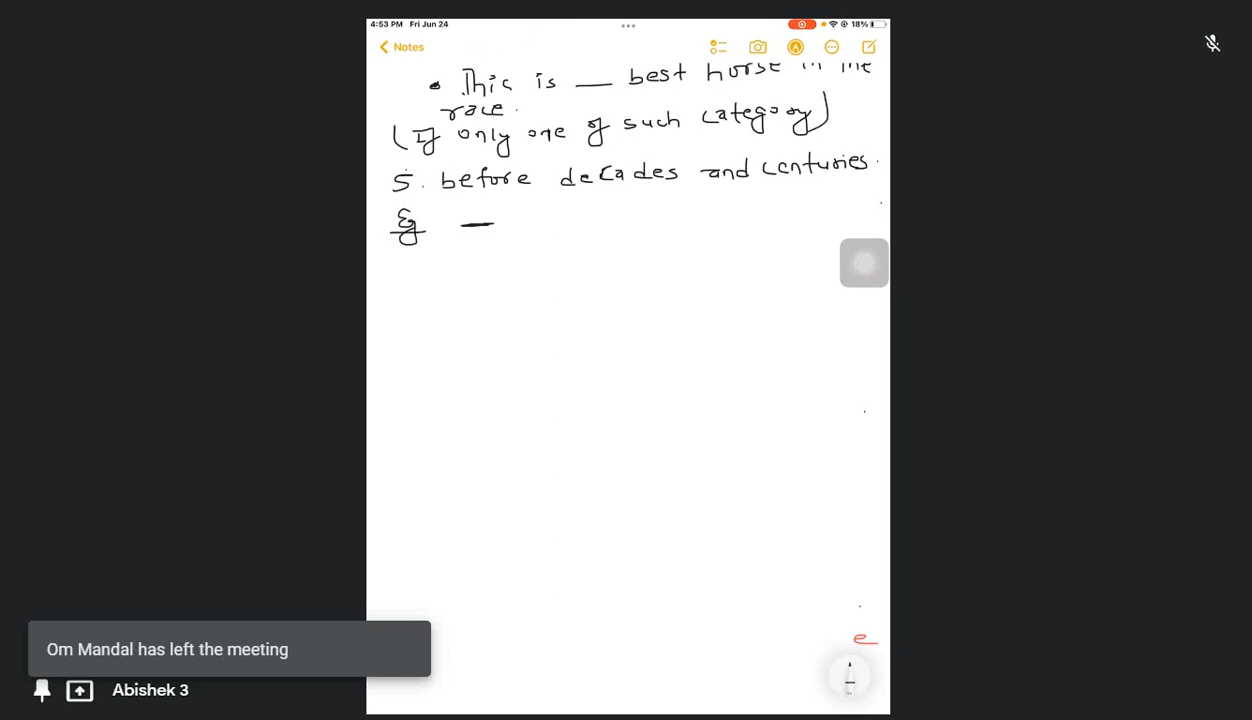 4:53 PM Fri Jun 24
18%
Notes
• This is __ best horse in the
race.
(If only one of such category)
5. before decades and centuries.
Eg __
e
Om Mandal has left the meeting
Abishek 3